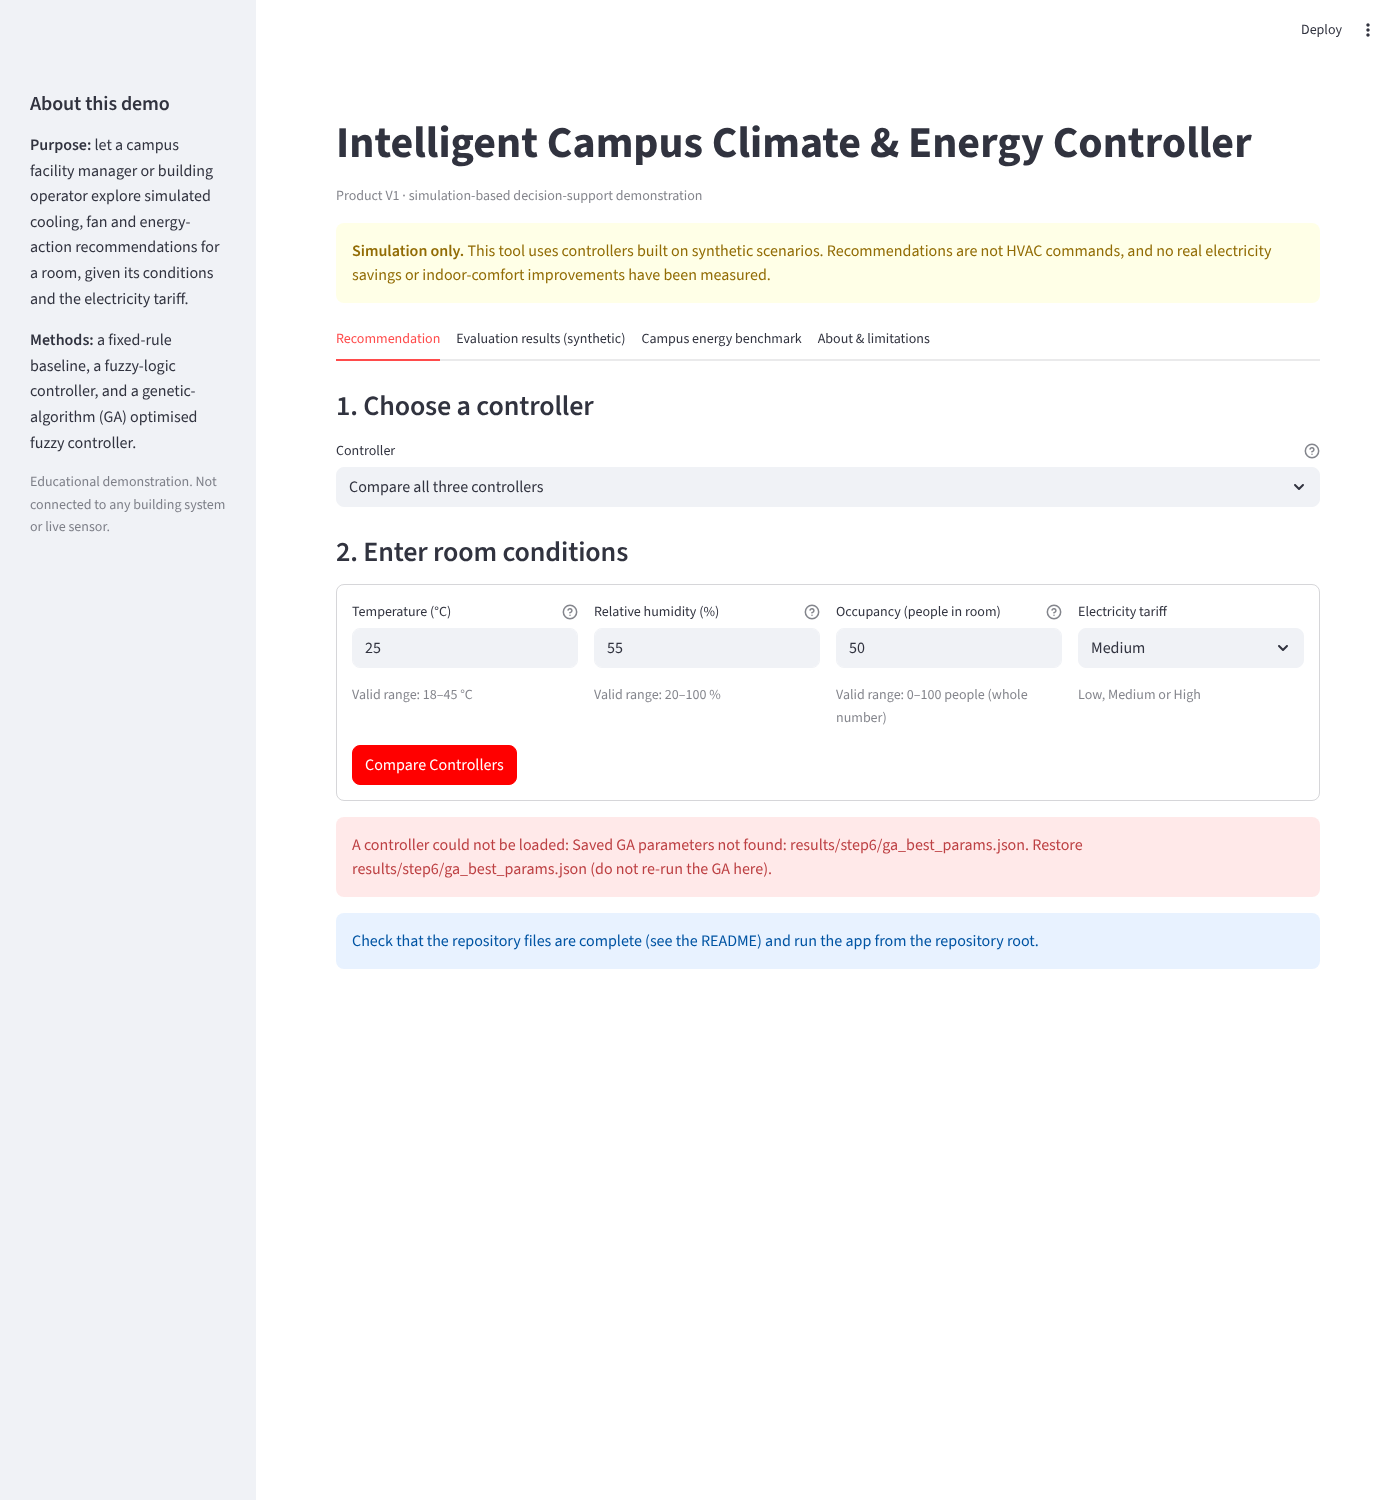 Deploy
About this demo
Purpose: let a campus
facility manager or building
operator explore simulated
cooling, fan and energy-
action recommendations for
a room, given its conditions
and the electricity tariff.
Methods: a fixed-rule
baseline, a fuzzy-logic
controller, and a genetic-
algorithm (GA) optimised
fuzzy controller.
Educational demonstration. Not
connected to any building system
or live sensor.
Intelligent Campus Climate & Energy Controller
Product V1 · simulation-based decision-support demonstration
Simulation only. This tool uses controllers built on synthetic scenarios. Recommendations are not HVAC commands, and no real electricity
savings or indoor-comfort improvements have been measured.
Recommendation Evaluation results (synthetic) Campus energy benchmark About & limitations
1. Choose a controller
Controller
Compare all three controllers
2. Enter room conditions
Temperature (°C) Relative humidity (%) Occupancy (people in room) Electricity tariff
25 55 50 Medium
Valid range: 18–45 °C Valid range: 20–100 % Valid range: 0–100 people (whole Low, Medium or High
number)
Compare Controllers
A controller could not be loaded: Saved GA parameters not found: results/step6/ga_best_params.json. Restore
results/step6/ga_best_params.json (do not re-run the GA here).
Check that the repository files are complete (see the README) and run the app from the repository root.